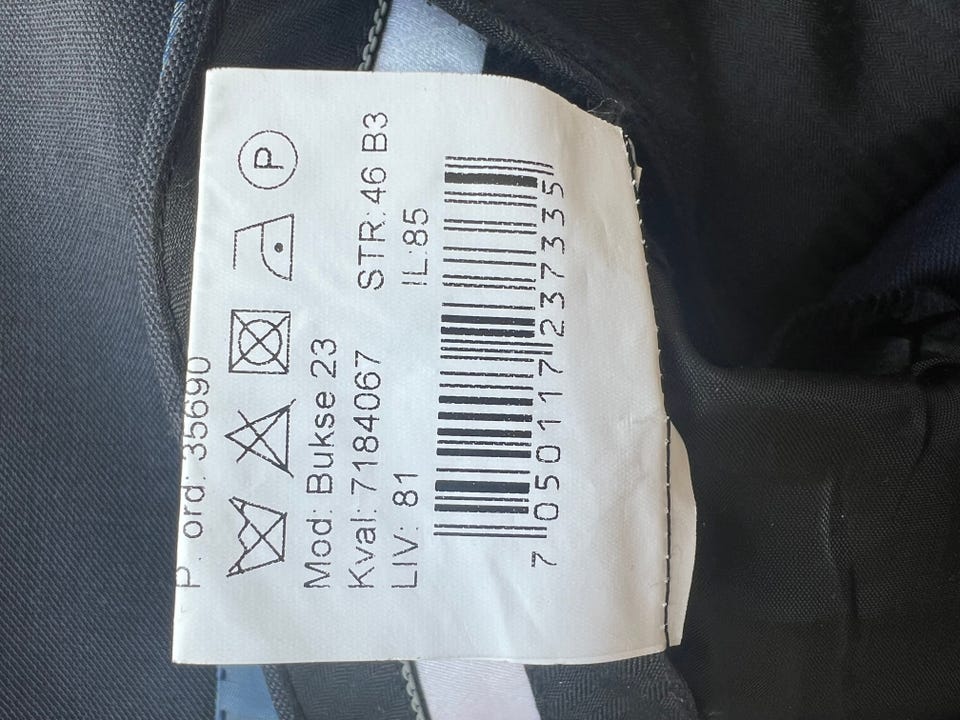 P. ord: 35690
P
Mod: Bukse 23
Kval: 7184067 STR: 46 B3
LIV: 81 IL:85
7 050117 237335